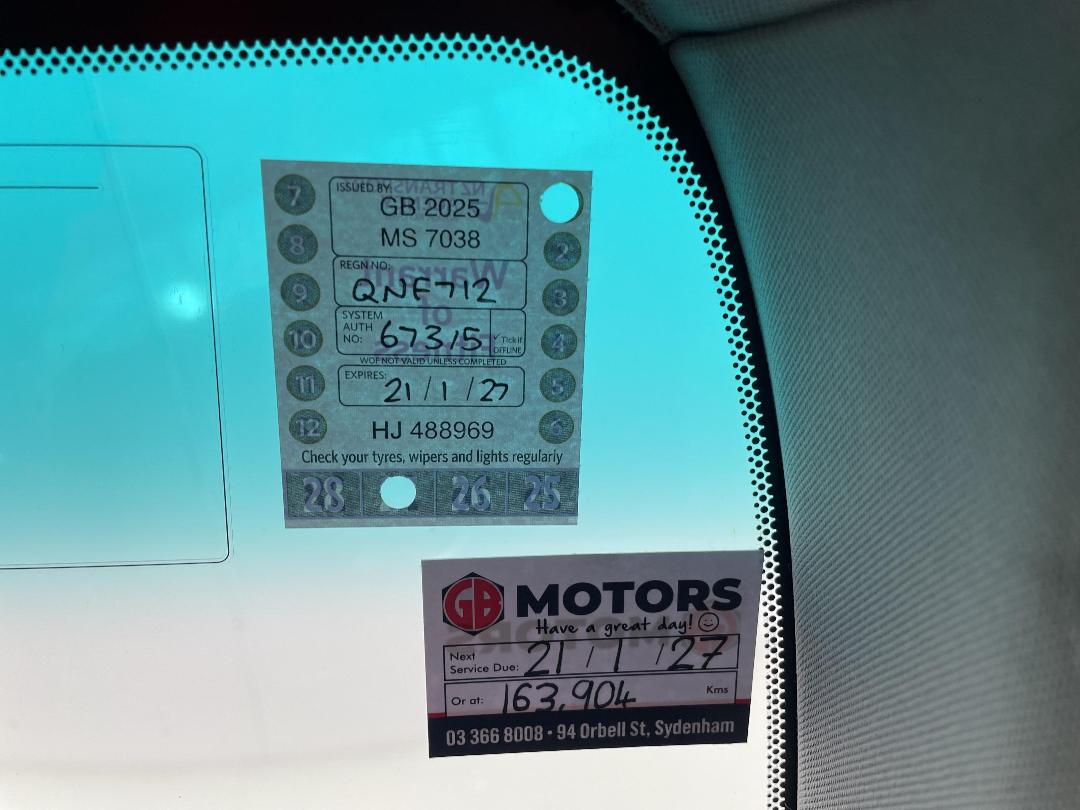 7
ISSUED BY:
GB 2025
MS 7038
8
2
REGN NO:
QNF712
9
3
SYSTEM AUTH NO: 67315
✓ Tick if OFFLINE
10
4
WOF NOT VALID UNLESS COMPLETED
EXPIRES:
21/1/27
11
5
12
6
HJ 488969
Check your tyres, wipers and lights regularly
28 26 25
GB MOTORS
Have a great day!
Next Service Due: 21/1/27
Or at: 163,904 Kms
03 366 8008 • 94 Orbell St, Sydenham